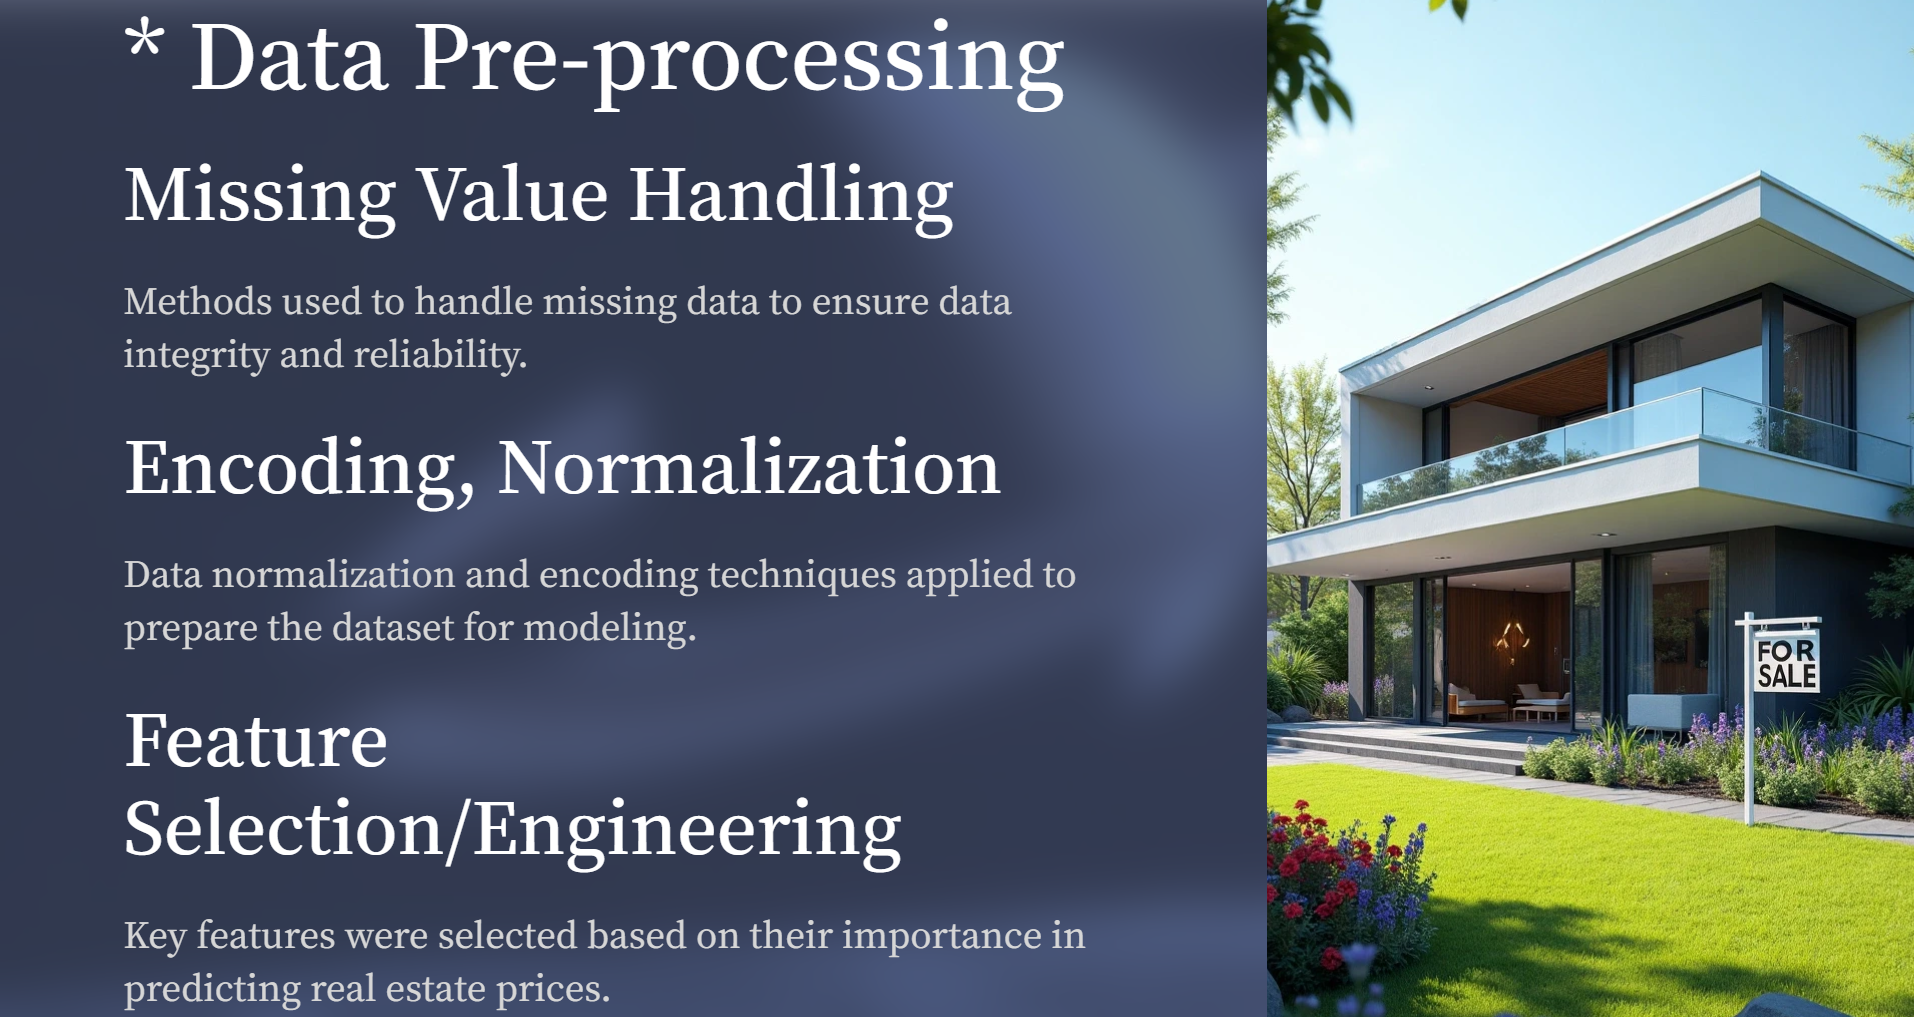 * Data Pre-processing
Missing Value Handling
Methods used to handle missing data to ensure data
integrity and reliability.
Encoding, Normalization
Data normalization and encoding techniques applied to
prepare the dataset for modeling.
Feature
Selection/Engineering
Key features were selected based on their importance in
predicting real estate prices.
FOR
SALE